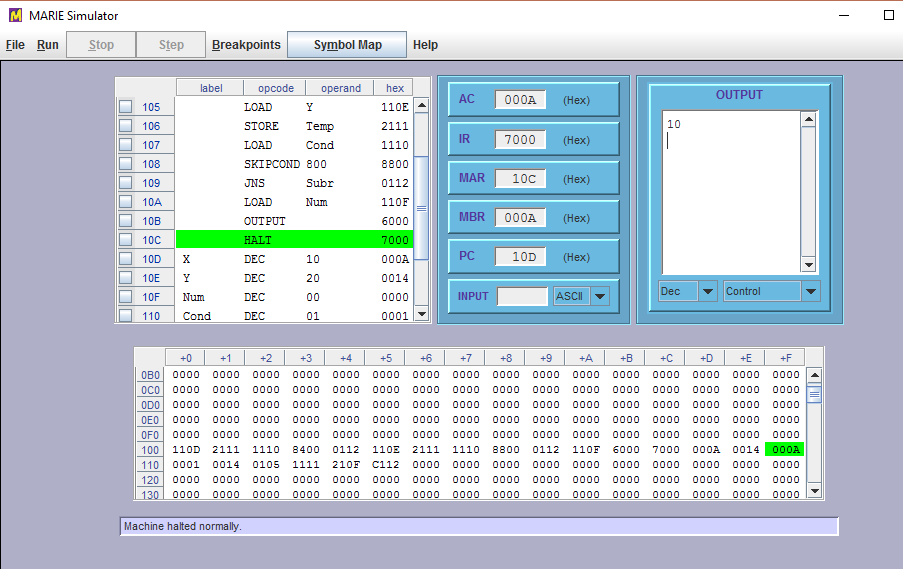 MARIE Simulator
File Run Stop Step Breakpoints Symbol Map Help
label opcode operand hex
105 LOAD Y 110E
106 STORE Temp 2111
107 LOAD Cond 1110
108 SKIPCOND 800 8800
109 JNS Subr 0112
10A LOAD Num 110F
10B OUTPUT 6000
10C HALT 7000
10D X DEC 10 000A
10E Y DEC 20 0014
10F Num DEC 00 0000
110 Cond DEC 01 0001
AC 000A (Hex)
IR 7000 (Hex)
MAR 10C (Hex)
MBR 000A (Hex)
PC 10D (Hex)
INPUT ASCII
OUTPUT
10
Dec Control
+0 +1 +2 +3 +4 +5 +6 +7 +8 +9 +A +B +C +D +E +F
0B0 0000 0000 0000 0000 0000 0000 0000 0000 0000 0000 0000 0000 0000 0000 0000 0000
0C0 0000 0000 0000 0000 0000 0000 0000 0000 0000 0000 0000 0000 0000 0000 0000 0000
0D0 0000 0000 0000 0000 0000 0000 0000 0000 0000 0000 0000 0000 0000 0000 0000 0000
0E0 0000 0000 0000 0000 0000 0000 0000 0000 0000 0000 0000 0000 0000 0000 0000 0000
0F0 0000 0000 0000 0000 0000 0000 0000 0000 0000 0000 0000 0000 0000 0000 0000 0000
100 110D 2111 1110 8400 0112 110E 2111 1110 8800 0112 110F 6000 7000 000A 0014 000A
110 0001 0014 0105 1111 210F C112 0000 0000 0000 0000 0000 0000 0000 0000 0000 0000
120 0000 0000 0000 0000 0000 0000 0000 0000 0000 0000 0000 0000 0000 0000 0000 0000
130 0000 0000 0000 0000 0000 0000 0000 0000 0000 0000 0000 0000 0000 0000 0000 0000
Machine halted normally.